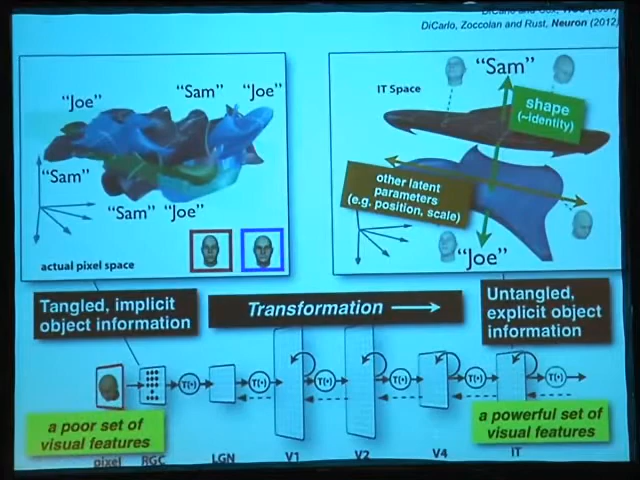 DiCarlo, Zoccolan and Rust, Neuron (2012)
"Joe"
"Sam"
"Joe"
"Sam"
"Sam"
"Joe"
actual pixel space
"Sam"
IT Space
shape
(~identity)
other latent
parameters
(e.g. position, scale)
"Joe"
Tangled, implicit
object information
Transformation
Untangled,
explicit object
information
T(•)
T(•)
T(•)
T(•)
T(•)
T(•)
a poor set of
visual features
a powerful set of
visual features
pixel
RGC
LGN
V1
V2
V4
IT